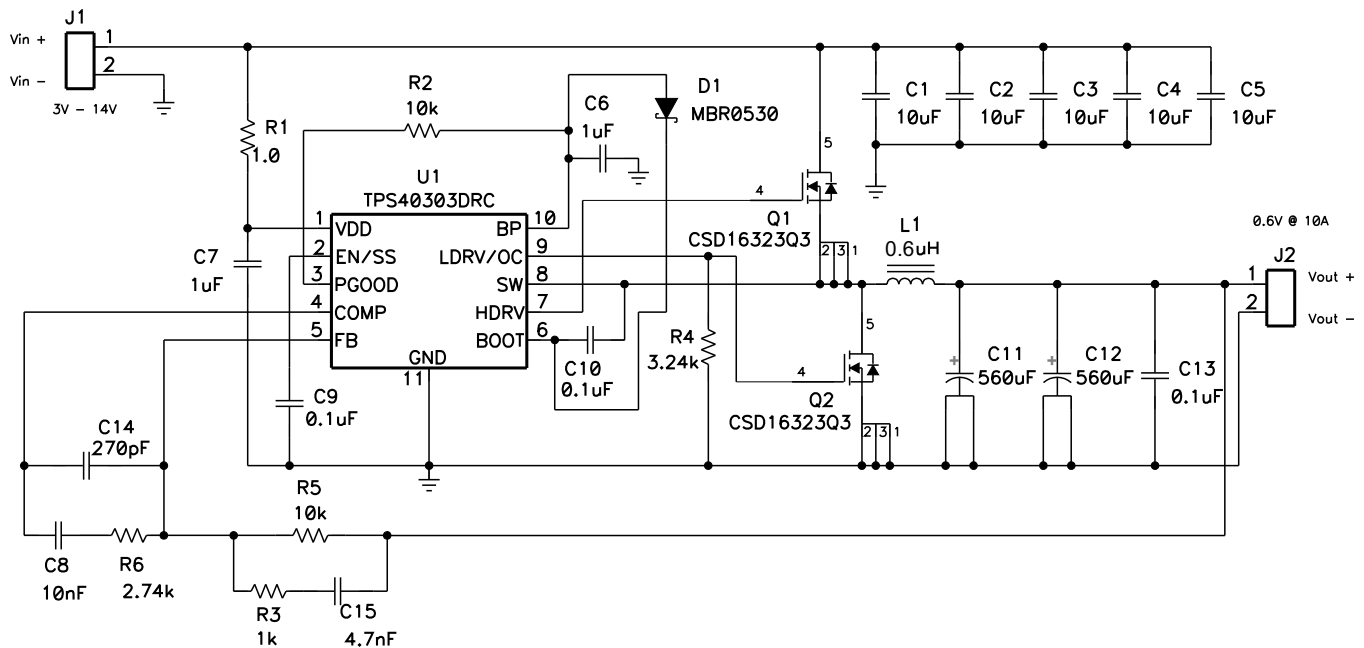 J1
Vin +
1
2
Vin −
3V − 14V
R1
1.0
R2
10k
C6
1uF
D1
MBR0530
C1
10uF
C2
10uF
C3
10uF
C4
10uF
C5
10uF
U1
TPS40303DRC
1
VDD
2
EN/SS
3
PGOOD
4
COMP
5
FB
BP
10
LDRV/OC
9
SW
8
HDRV
7
BOOT
6
GND
11
5
4
Q1
CSD16323Q3
2 3 1
L1
0.6uH
0.6V @ 10A
J2
1
Vout +
2
Vout −
C7
1uF
C9
0.1uF
C10
0.1uF
R4
3.24k
5
4
Q2
CSD16323Q3
2 3 1
+
C11
560uF
+
C12
560uF
C13
0.1uF
C14
270pF
C8
10nF
R6
2.74k
R5
10k
R3
1k
C15
4.7nF